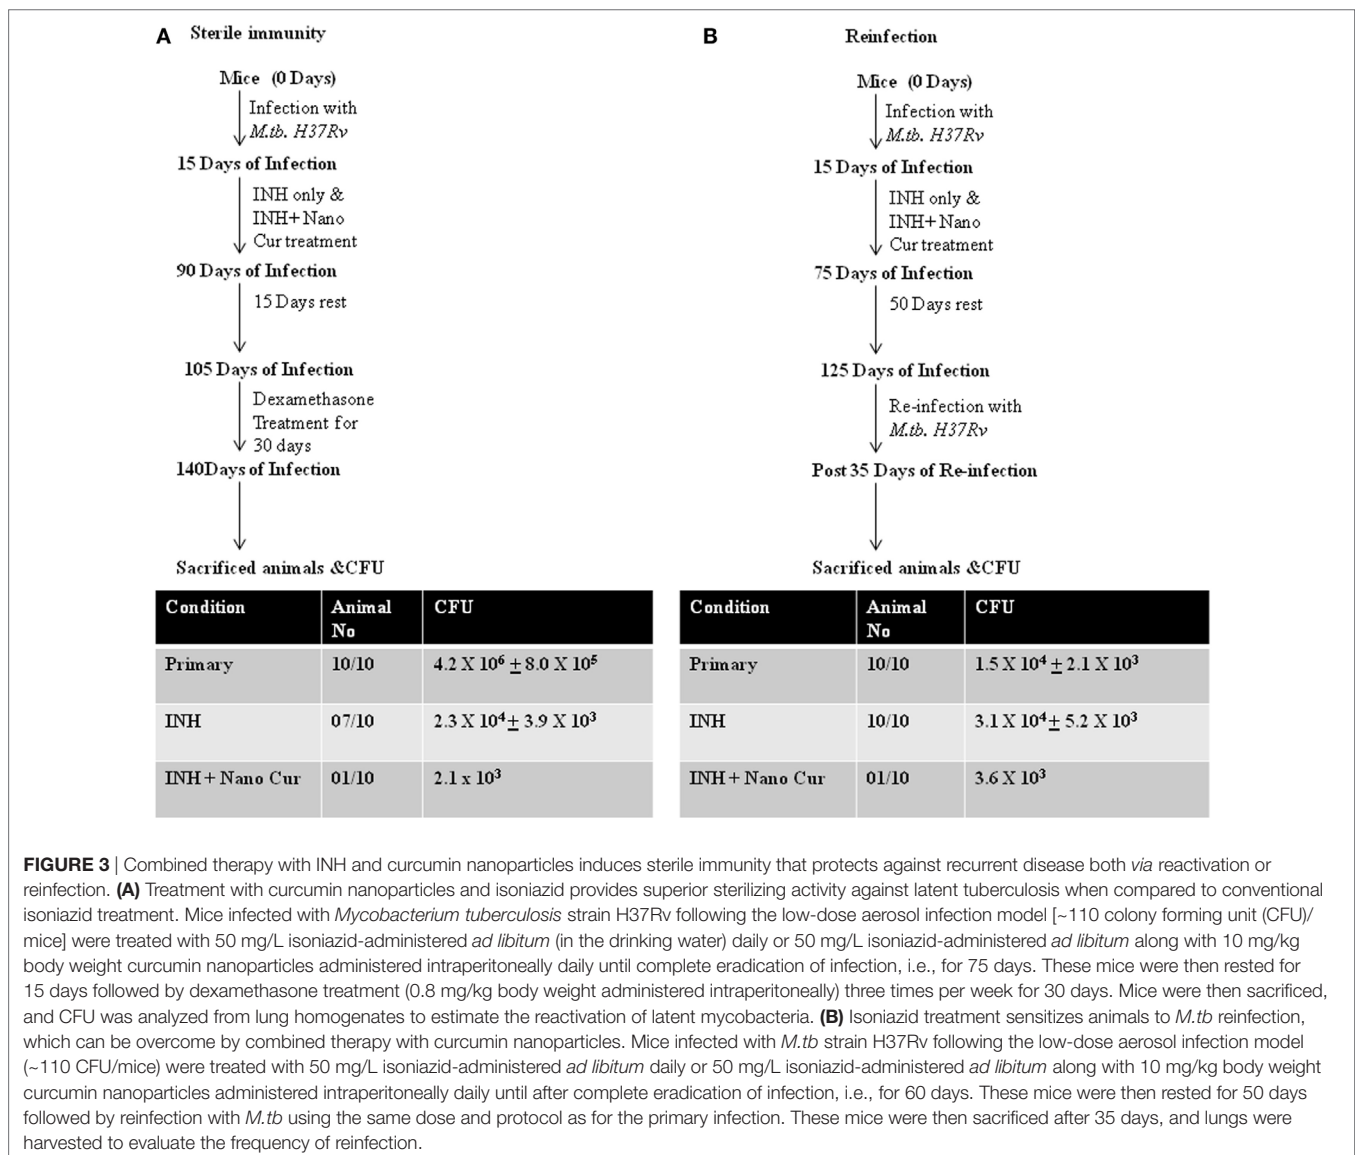 A Sterile immunity
Mice (0 Days)
Infection with
M.tb. H37Rv
15 Days of Infection
INH only &
INH+ Nano
Cur treatment
90 Days of Infection
15 Days rest
105 Days of Infection
Dexamethasone
Treatment for
30 days
140Days of Infection
Sacrificed animals &CFU
Condition Animal No CFU
Primary 10/10 4.2 X 10⁶ ± 8.0 X 10⁵
INH 07/10 2.3 X 10⁴ ± 3.9 X 10³
INH + Nano Cur 01/10 2.1 x 10³
B Reinfection
Mice (0 Days)
Infection with
M.tb. H37Rv
15 Days of Infection
INH only &
INH+ Nano
Cur treatment
75 Days of Infection
50 Days rest
125 Days of Infection
Re-infection with
M.tb. H37Rv
Post 35 Days of Re-infection
Sacrificed animals &CFU
Condition Animal No CFU
Primary 10/10 1.5 X 10⁴ ± 2.1 X 10³
INH 10/10 3.1 X 10⁴ ± 5.2 X 10³
INH + Nano Cur 01/10 3.6 X 10³
FIGURE 3 | Combined therapy with INH and curcumin nanoparticles induces sterile immunity that protects against recurrent disease both via reactivation or
reinfection. (A) Treatment with curcumin nanoparticles and isoniazid provides superior sterilizing activity against latent tuberculosis when compared to conventional
isoniazid treatment. Mice infected with Mycobacterium tuberculosis strain H37Rv following the low-dose aerosol infection model [~110 colony forming unit (CFU)/
mice] were treated with 50 mg/L isoniazid-administered ad libitum (in the drinking water) daily or 50 mg/L isoniazid-administered ad libitum along with 10 mg/kg
body weight curcumin nanoparticles administered intraperitoneally daily until complete eradication of infection, i.e., for 75 days. These mice were then rested for
15 days followed by dexamethasone treatment (0.8 mg/kg body weight administered intraperitoneally) three times per week for 30 days. Mice were then sacrificed,
and CFU was analyzed from lung homogenates to estimate the reactivation of latent mycobacteria. (B) Isoniazid treatment sensitizes animals to M.tb reinfection,
which can be overcome by combined therapy with curcumin nanoparticles. Mice infected with M.tb strain H37Rv following the low-dose aerosol infection model
(~110 CFU/mice) were treated with 50 mg/L isoniazid-administered ad libitum daily or 50 mg/L isoniazid-administered ad libitum along with 10 mg/kg body weight
curcumin nanoparticles administered intraperitoneally daily until after complete eradication of infection, i.e., for 60 days. These mice were then rested for 50 days
followed by reinfection with M.tb using the same dose and protocol as for the primary infection. These mice were then sacrificed after 35 days, and lungs were
harvested to evaluate the frequency of reinfection.